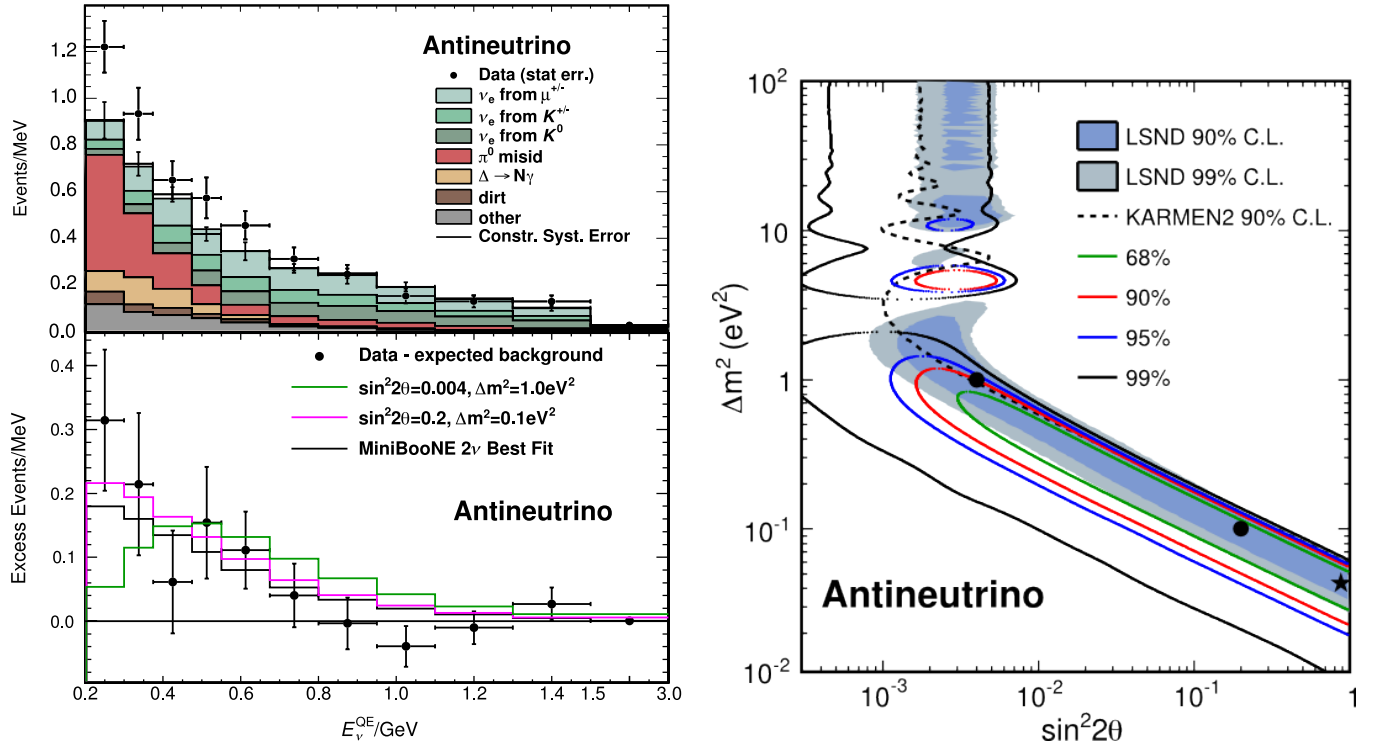 Antineutrino
Data (stat err.)
νₑ from μ⁺/⁻
νₑ from K⁺/⁻
νₑ from K⁰
π⁰ misid
Δ → Nγ
dirt
other
Constr. Syst. Error
Events/MeV
1.2
1.0
0.8
0.6
0.4
0.2
0.0
Data - expected background
sin²2θ=0.004, Δm²=1.0eV²
sin²2θ=0.2, Δm²=0.1eV²
MiniBooNE 2ν Best Fit
Antineutrino
Excess Events/MeV
0.4
0.3
0.2
0.1
0.0
0.2 0.4 0.6 0.8 1.0 1.2 1.4 1.5 3.0
E_ν^QE/GeV
LSND 90% C.L.
LSND 99% C.L.
KARMEN2 90% C.L.
68%
90%
95%
99%
Antineutrino
Δm² (eV²)
10²
10
1
10⁻¹
10⁻²
10⁻³ 10⁻² 10⁻¹ 1
sin²2θ